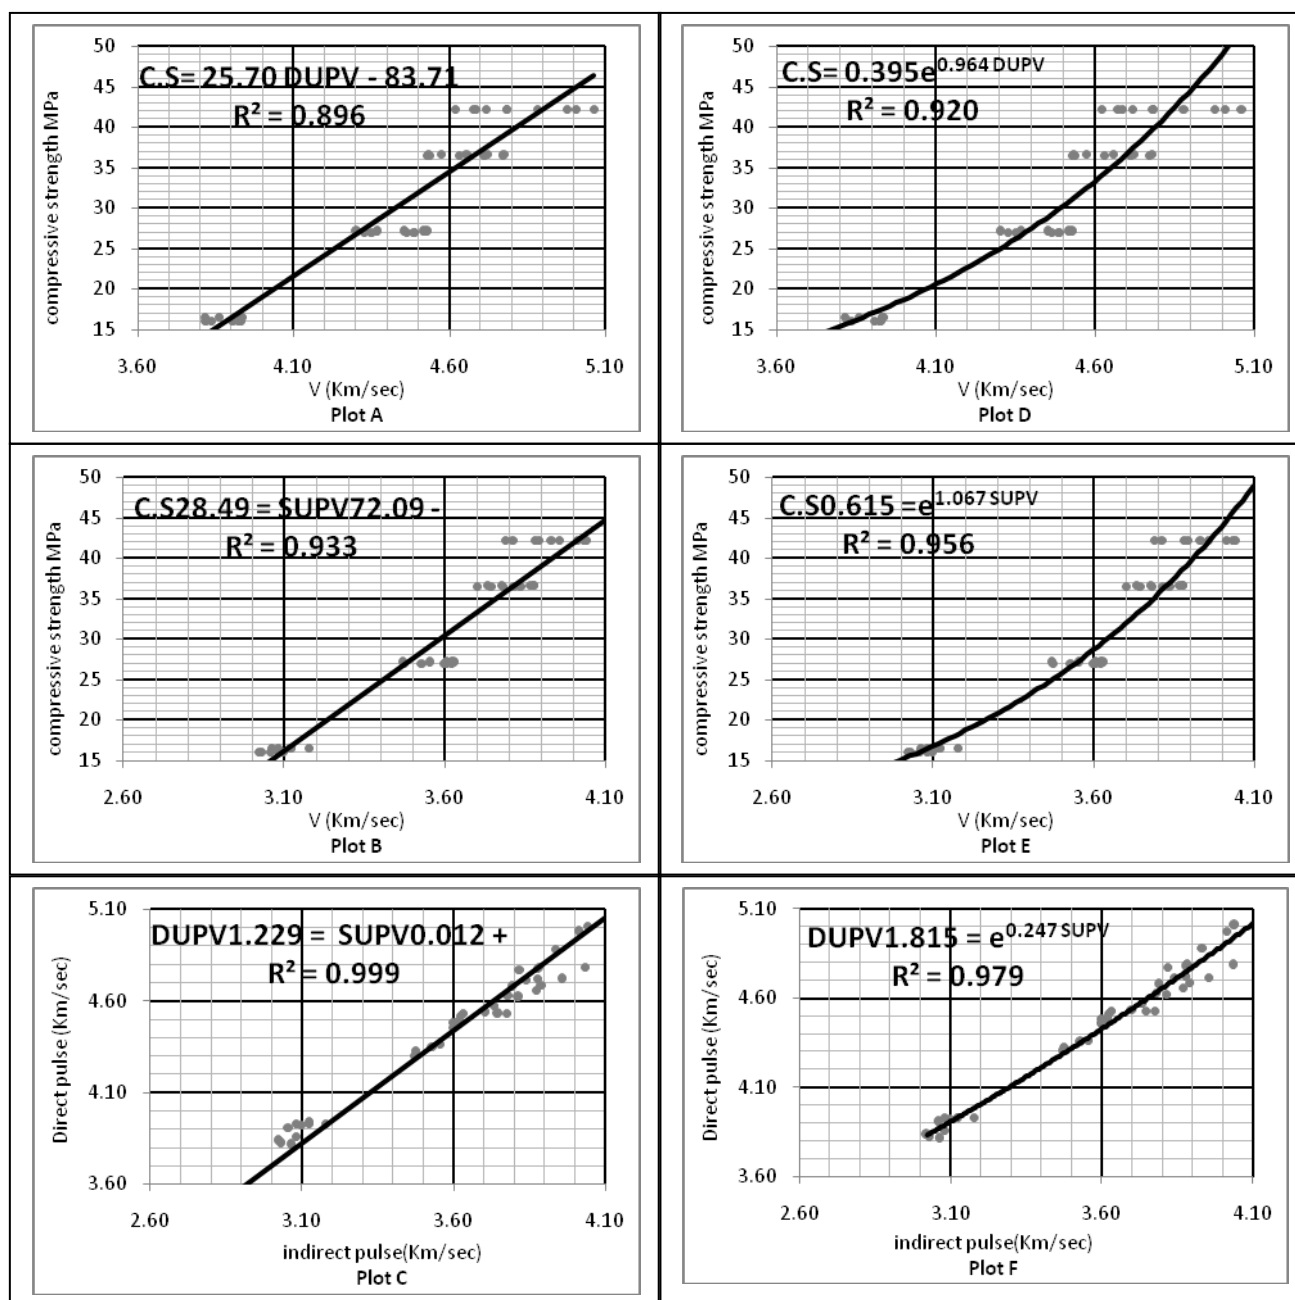 50
45
40
35
30
25
20
15
compressive strength MPa
C.S= 25.70 DUPV - 83.71
R² = 0.896
3.60 4.10 4.60 5.10
V (Km/sec)
Plot A
50
45
40
35
30
25
20
15
compressive strength MPa
C.S= 0.395e^0.964 DUPV
R² = 0.920
3.60 4.10 4.60 5.10
V (Km/sec)
Plot D
50
45
40
35
30
25
20
15
compressive strength MPa
C.S28.49 = SUPV72.09 -
R² = 0.933
2.60 3.10 3.60 4.10
V (Km/sec)
Plot B
50
45
40
35
30
25
20
15
compressive strength MPa
C.S0.615 =e^1.067 SUPV
R² = 0.956
2.60 3.10 3.60 4.10
V (Km/sec)
Plot E
5.10
4.60
4.10
3.60
Direct pulse (Km/sec)
DUPV1.229 = SUPV0.012 +
R² = 0.999
2.60 3.10 3.60 4.10
indirect pulse(Km/sec)
Plot C
5.10
4.60
4.10
3.60
Direct pulse (Km/sec)
DUPV1.815 = e^0.247 SUPV
R² = 0.979
2.60 3.10 3.60 4.10
indirect pulse(Km/sec)
Plot F